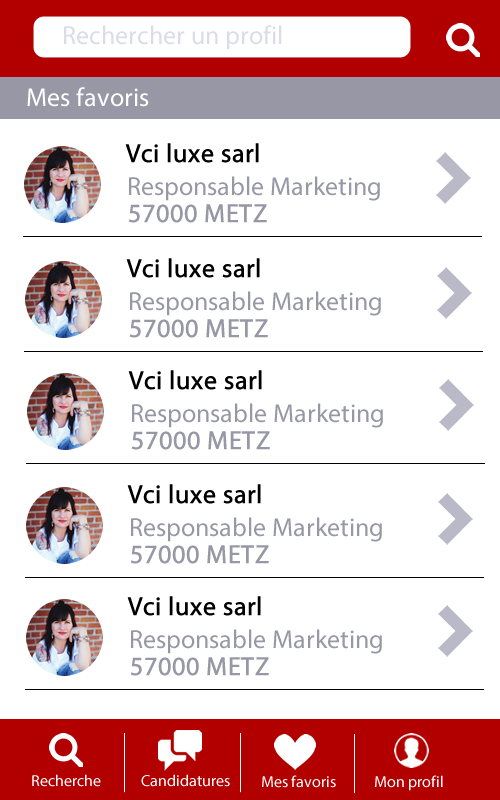 Rechercher un profil
Mes favoris
Vci luxe sarl
Responsable Marketing
57000 METZ
Vci luxe sarl
Responsable Marketing
57000 METZ
Vci luxe sarl
Responsable Marketing
57000 METZ
Vci luxe sarl
Responsable Marketing
57000 METZ
Vci luxe sarl
Responsable Marketing
57000 METZ
Recherche Candidatures Mes favoris Mon profil